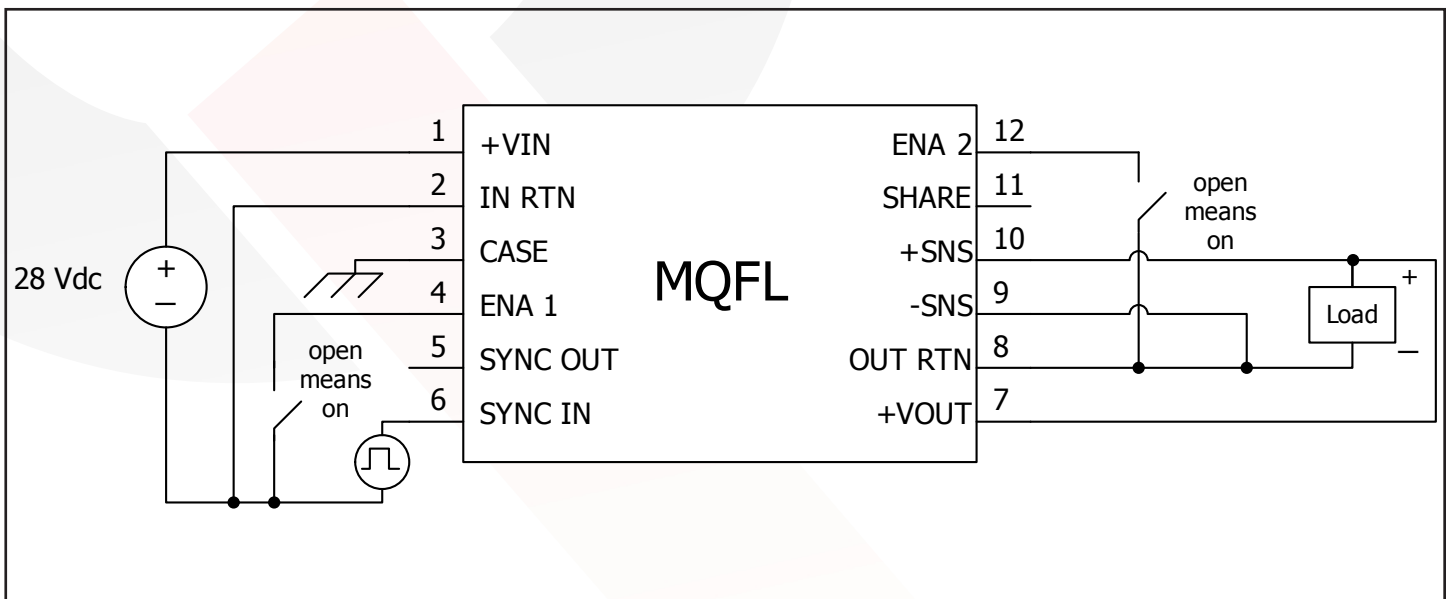 1
+VIN
2
IN RTN
3
CASE
4
ENA 1
5
SYNC OUT
6
SYNC IN
28 Vdc
+
−
open
means
on
MQFL
ENA 2
12
SHARE
11
+SNS
10
-SNS
9
OUT RTN
8
+VOUT
7
open
means
on
+
Load
−